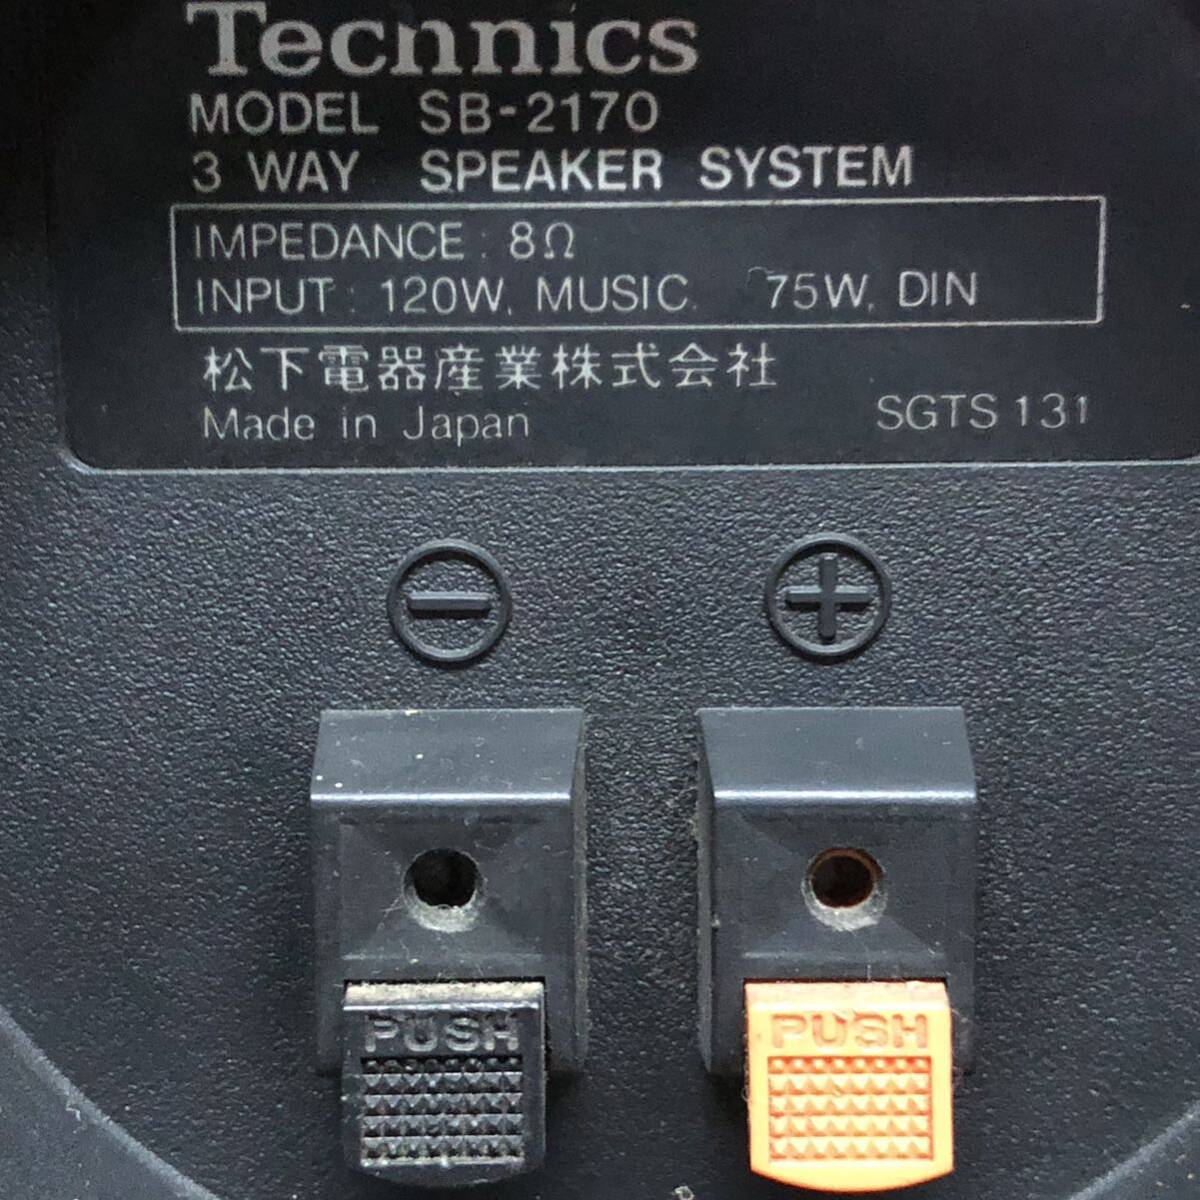 Technics
MODEL SB-2170
3 WAY SPEAKER SYSTEM
IMPEDANCE : 8Ω
INPUT : 120W, MUSIC, 75W, DIN
松下電器産業株式会社
Made in Japan
SGTS 131
PUSH
PUSH